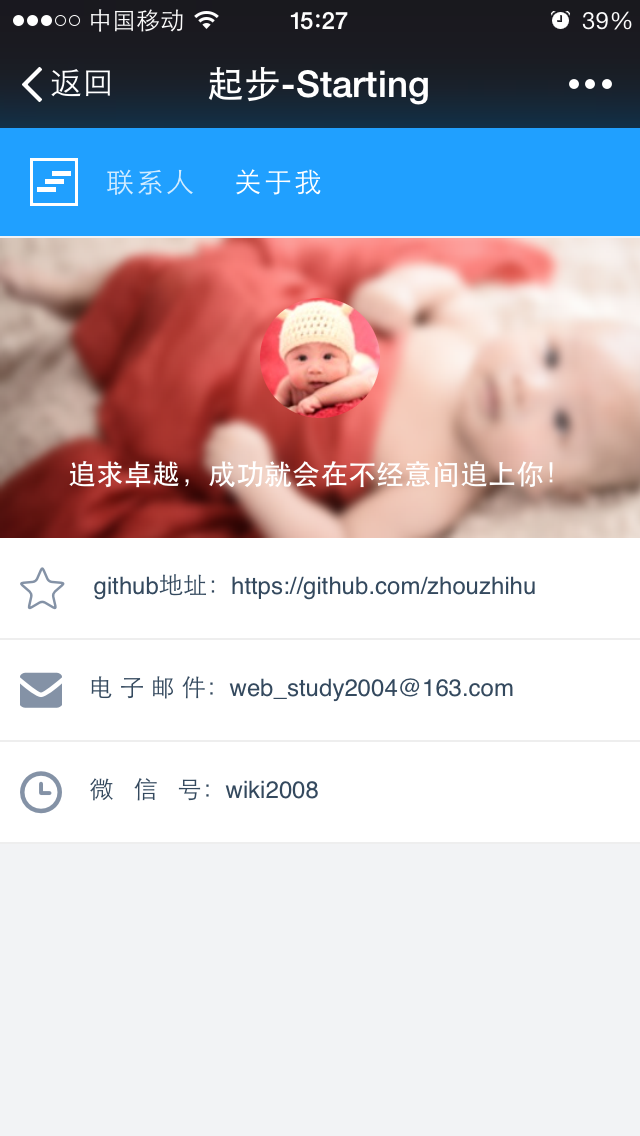 中国移动 15:27 39%
返回 起步-Starting
联系人 关于我
追求卓越，成功就会在不经意间追上你！
github地址：https://github.com/zhouzhihu
电子邮件：web_study2004@163.com
微信号：wiki2008